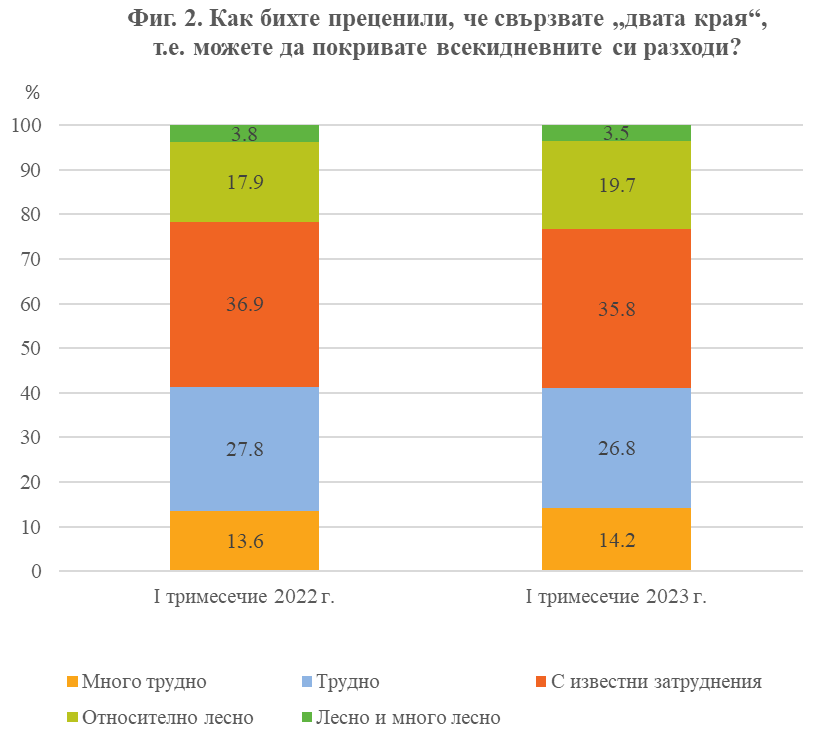 Фиг. 2. Как бихте преценили, че свързвате „двата края“,
т.е. можете да покривате всекидневните си разходи?
%
100
90
80
70
60
50
40
30
20
10
0
3.8
17.9
36.9
27.8
13.6
3.5
19.7
35.8
26.8
14.2
I тримесечие 2022 г.
I тримесечие 2023 г.
Много трудно
Трудно
С известни затруднения
Относително лесно
Лесно и много лесно